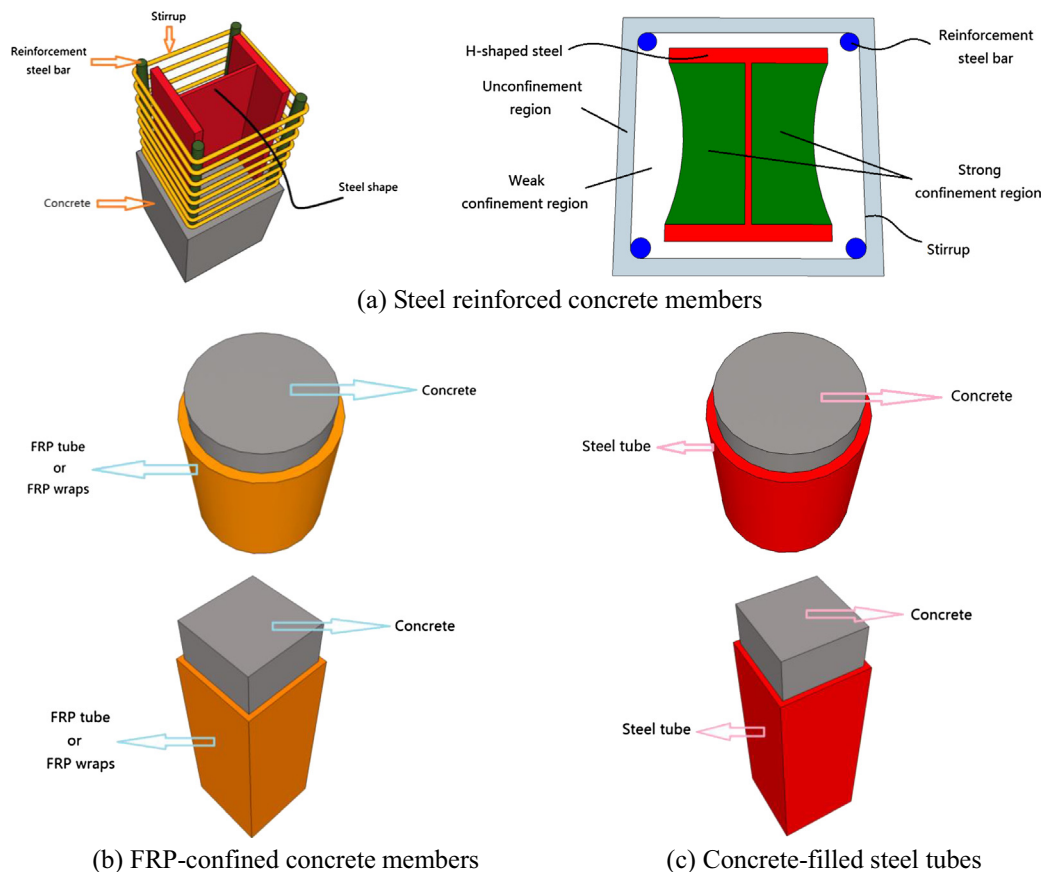 Stirrup
Reinforcement
steel bar
Steel shape
Concrete
H-shaped steel
Unconfinement
region
Weak
confinement region
Reinforcement
steel bar
Strong
confinement region
Stirrup
(a) Steel reinforced concrete members
Concrete
FRP tube
or
FRP wraps
Concrete
Steel tube
Concrete
FRP tube
or
FRP wraps
Concrete
Steel tube
(b) FRP-confined concrete members
(c) Concrete-filled steel tubes